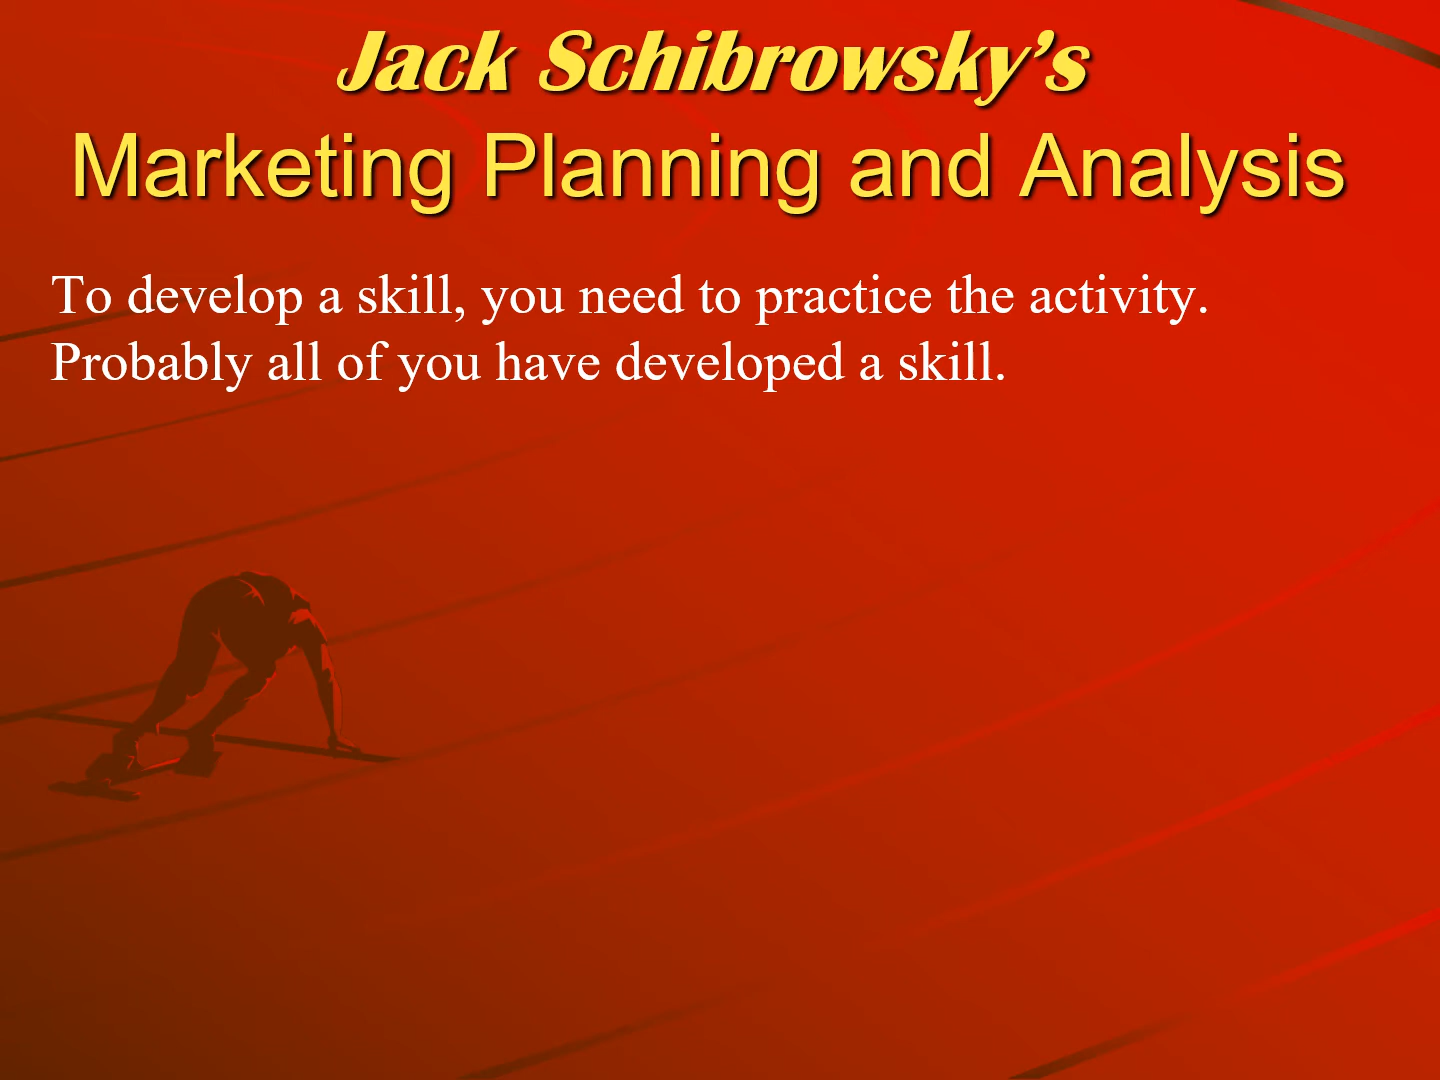 Jack Schibrowsky’s
Marketing Planning and Analysis
To develop a skill, you need to practice the activity.
Probably all of you have developed a skill.